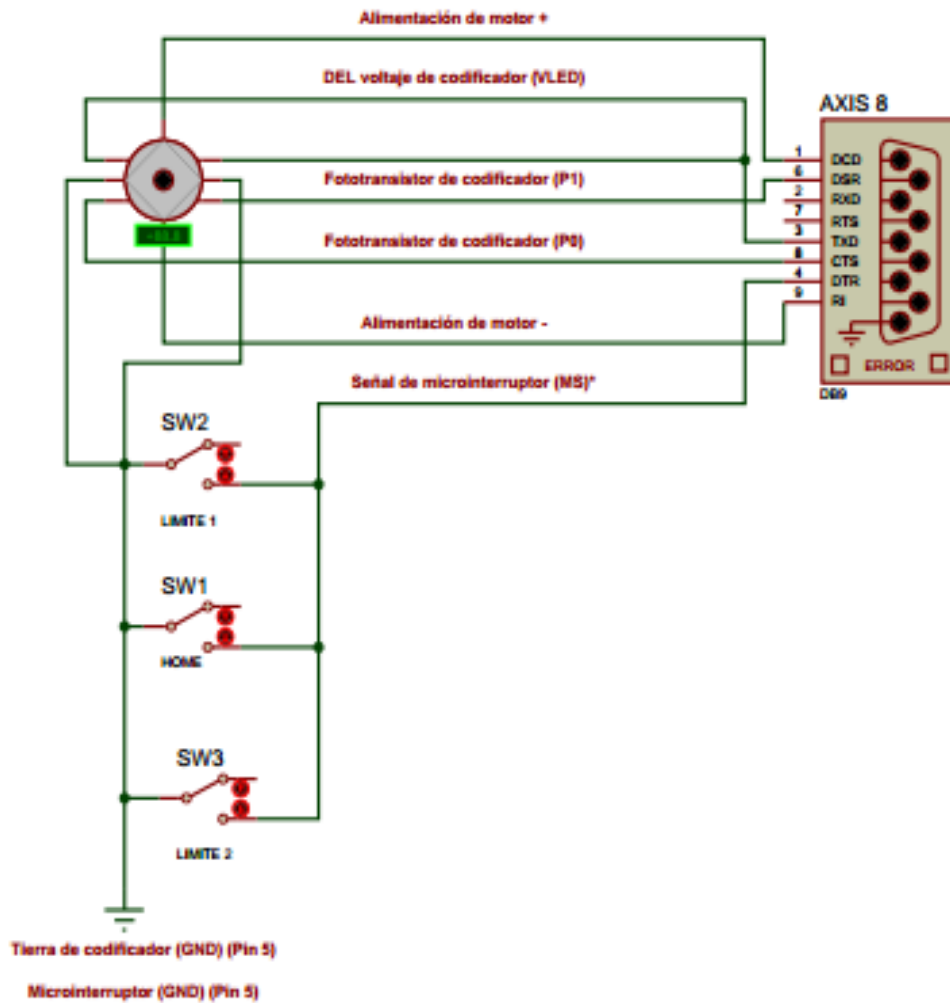 Alimentación de motor +
DEL voltaje de codificador (VLED)
AXIS 8
1
DCD
6
DSR
Fototransistor de codificador (P1)
2
RXD
7
RTS
Fototransistor de codificador (P0)
3
TXD
8
CTS
4
DTR
9
RI
Alimentación de motor -
ERROR
Señal de microinterruptor (MS)*
DB9
SW2
LIMITE 1
SW1
HOME
SW3
LIMITE 2
Tierra de codificador (GND) (Pin 5)
Microinterruptor (GND) (Pin 5)